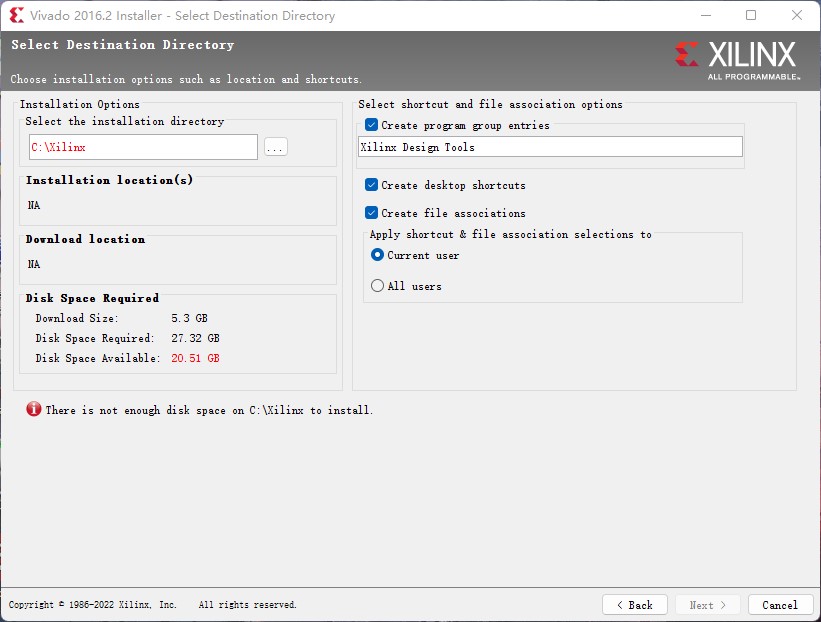 Vivado 2016.2 Installer - Select Destination Directory
Select Destination Directory
Choose installation options such as location and shortcuts.
XILINX
ALL PROGRAMMABLE™
Installation Options
Select the installation directory
C:\Xilinx
...
Installation location(s)
NA
Download location
NA
Disk Space Required
Download Size: 5.3 GB
Disk Space Required: 27.32 GB
Disk Space Available: 20.51 GB
Select shortcut and file association options
Create program group entries
Xilinx Design Tools
Create desktop shortcuts
Create file associations
Apply shortcut & file association selections to
Current user
All users
There is not enough disk space on C:\Xilinx to install.
Copyright © 1986-2022 Xilinx, Inc. All rights reserved.
< Back
Next >
Cancel